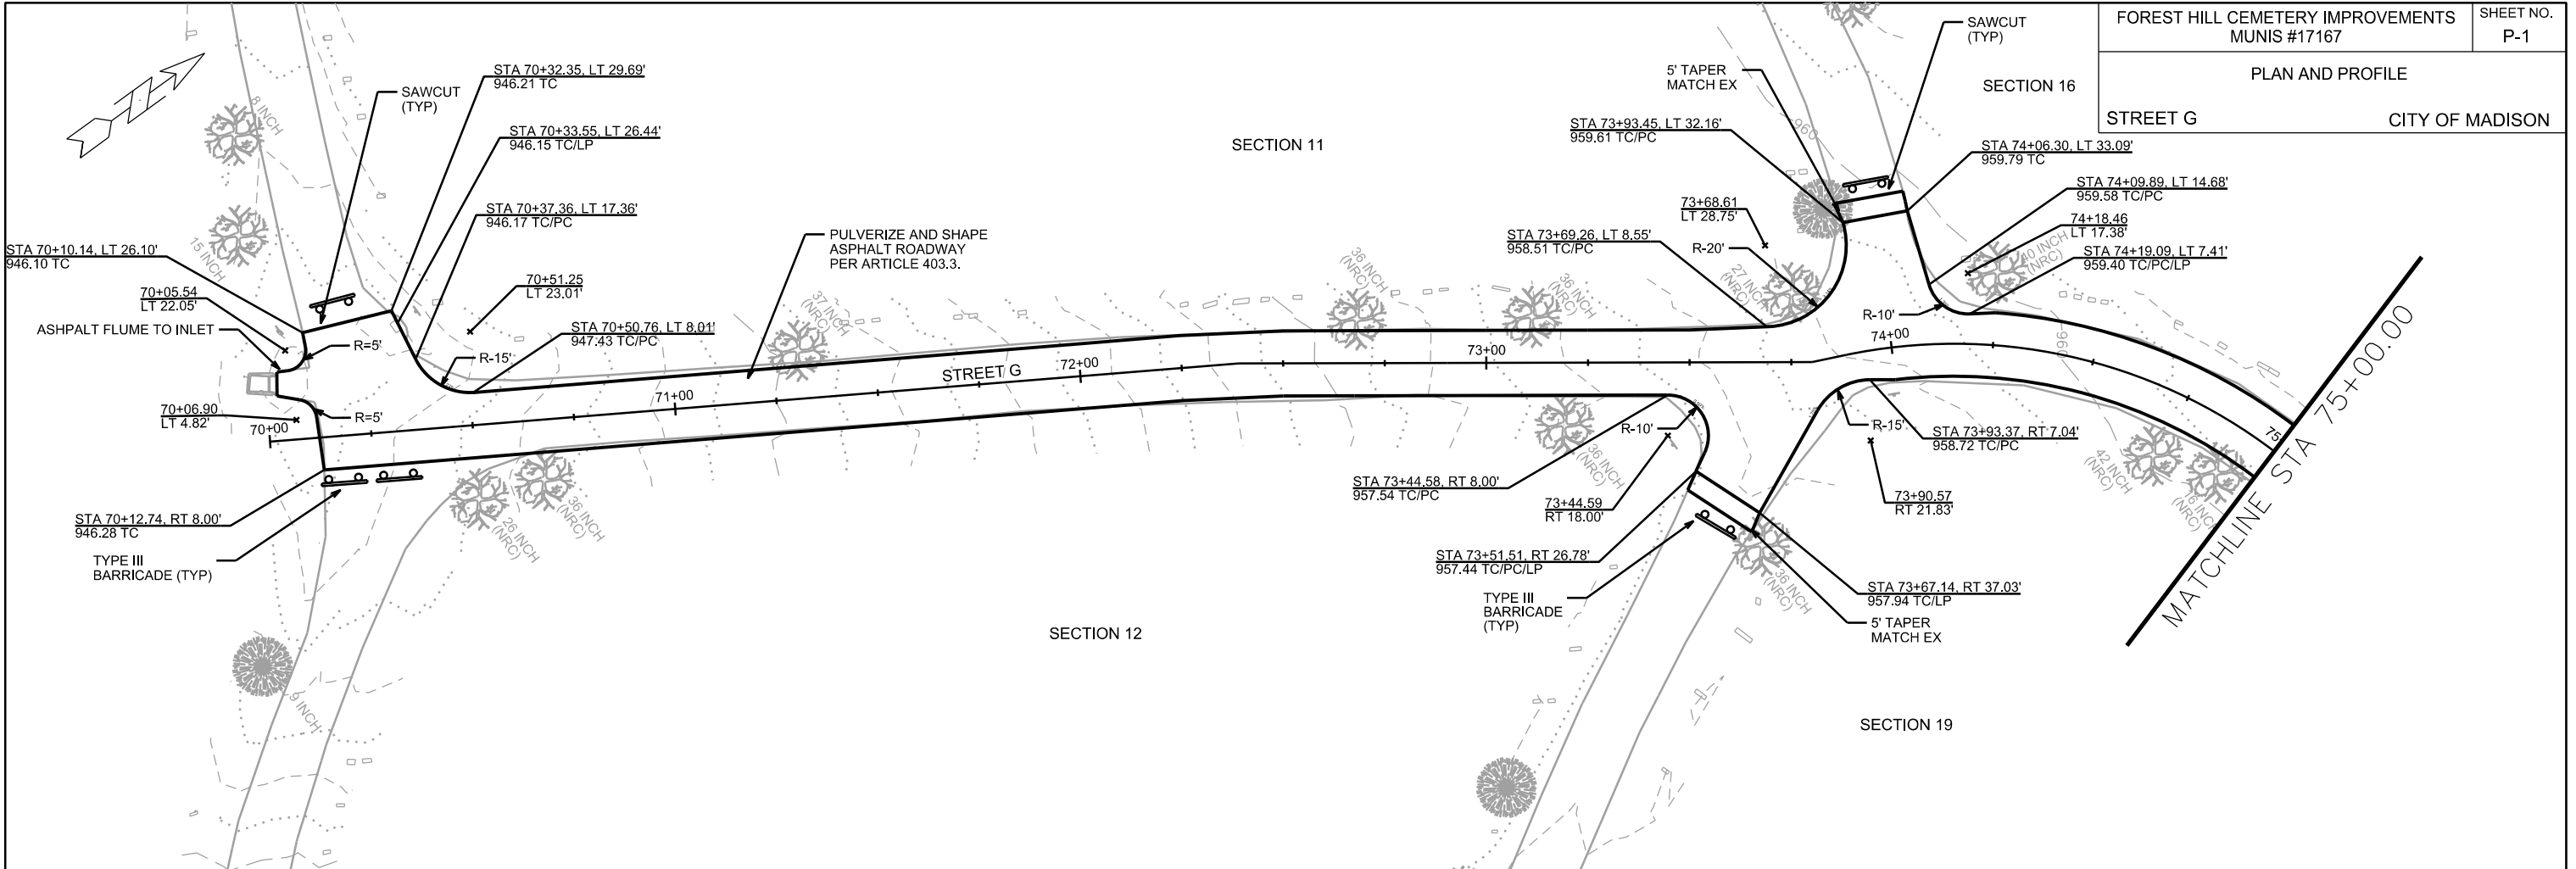 FOREST HILL CEMETERY IMPROVEMENTS
MUNIS #17167
SHEET NO.
P-1
PLAN AND PROFILE
STREET G
CITY OF MADISON
SAWCUT
(TYP)
STA 70+32.35, LT 29.69'
946.21 TC
STA 70+33.55, LT 26.44'
946.15 TC/LP
STA 70+37.36, LT 17.36'
946.17 TC/PC
8 INCH
15 INCH
STA 70+10.14, LT 26.10'
946.10 TC
70+05.54
LT 22.05'
ASHPALT FLUME TO INLET
R=5'
R-15'
70+51.25
LT 23.01'
STA 70+50.76, LT 8.01'
947.43 TC/PC
PULVERIZE AND SHAPE
ASPHALT ROADWAY
PER ARTICLE 403.3.
37 INCH
(NRC)
70+06.90
LT 4.82'
R=5'
70+00
71+00
STREET G
72+00
73+00
74+00
75
STA 70+12.74, RT 8.00'
946.28 TC
TYPE III
BARRICADE (TYP)
26 INCH
(NRC)
36 INCH
(NRC)
9 INCH
SECTION 11
SECTION 12
36 INCH
(NRC)
36 INCH
(NRC)
27 INCH
(NRC)
5' TAPER
MATCH EX
SAWCUT
(TYP)
SECTION 16
960
STA 73+93.45, LT 32.16'
959.61 TC/PC
73+68.61
LT 28.75'
STA 73+69.26, LT 8.55'
958.51 TC/PC
R-20'
STA 74+06.30, LT 33.09'
959.79 TC
STA 74+09.89, LT 14.68'
959.58 TC/PC
74+18.46
LT 17.38'
40 INCH
(NRC)
STA 74+19.09, LT 7.41'
959.40 TC/PC/LP
R-10'
960
R-10'
36 INCH
(NRC)
STA 73+44.58, RT 8.00'
957.54 TC/PC
73+44.59
RT 18.00'
STA 73+51.51, RT 26.78'
957.44 TC/PC/LP
TYPE III
BARRICADE
(TYP)
R-15'
STA 73+93.37, RT 7.04'
958.72 TC/PC
73+90.57
RT 21.83'
STA 73+67.14, RT 37.03'
957.94 TC/LP
5' TAPER
MATCH EX
36 INCH
(NRC)
42 INCH
(NRC)
INCH
(NRC)
SECTION 19
MATCHLINE STA 75+00.00